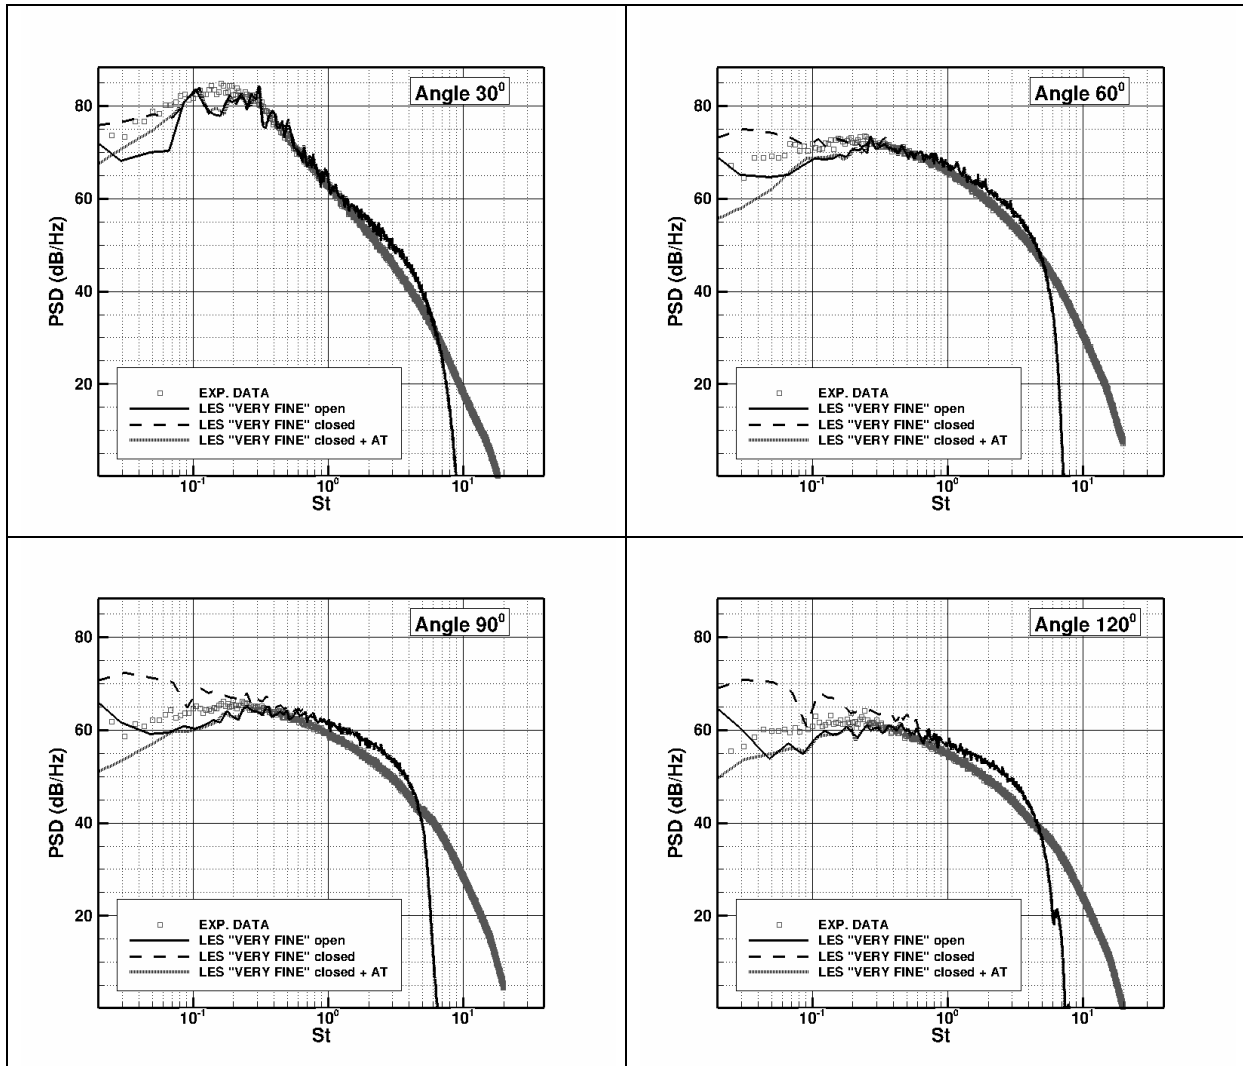 Angle 30⁰
PSD (dB/Hz)
80
60
40
20
EXP. DATA
LES "VERY FINE" open
LES "VERY FINE" closed
LES "VERY FINE" closed + AT
10⁻¹ 10⁰ 10¹
St
Angle 60⁰
PSD (dB/Hz)
80
60
40
20
EXP. DATA
LES "VERY FINE" open
LES "VERY FINE" closed
LES "VERY FINE" closed + AT
10⁻¹ 10⁰ 10¹
St
Angle 90⁰
PSD (dB/Hz)
80
60
40
20
EXP. DATA
LES "VERY FINE" open
LES "VERY FINE" closed
LES "VERY FINE" closed + AT
10⁻¹ 10⁰ 10¹
St
Angle 120⁰
PSD (dB/Hz)
80
60
40
20
EXP. DATA
LES "VERY FINE" open
LES "VERY FINE" closed
LES "VERY FINE" closed + AT
10⁻¹ 10⁰ 10¹
St